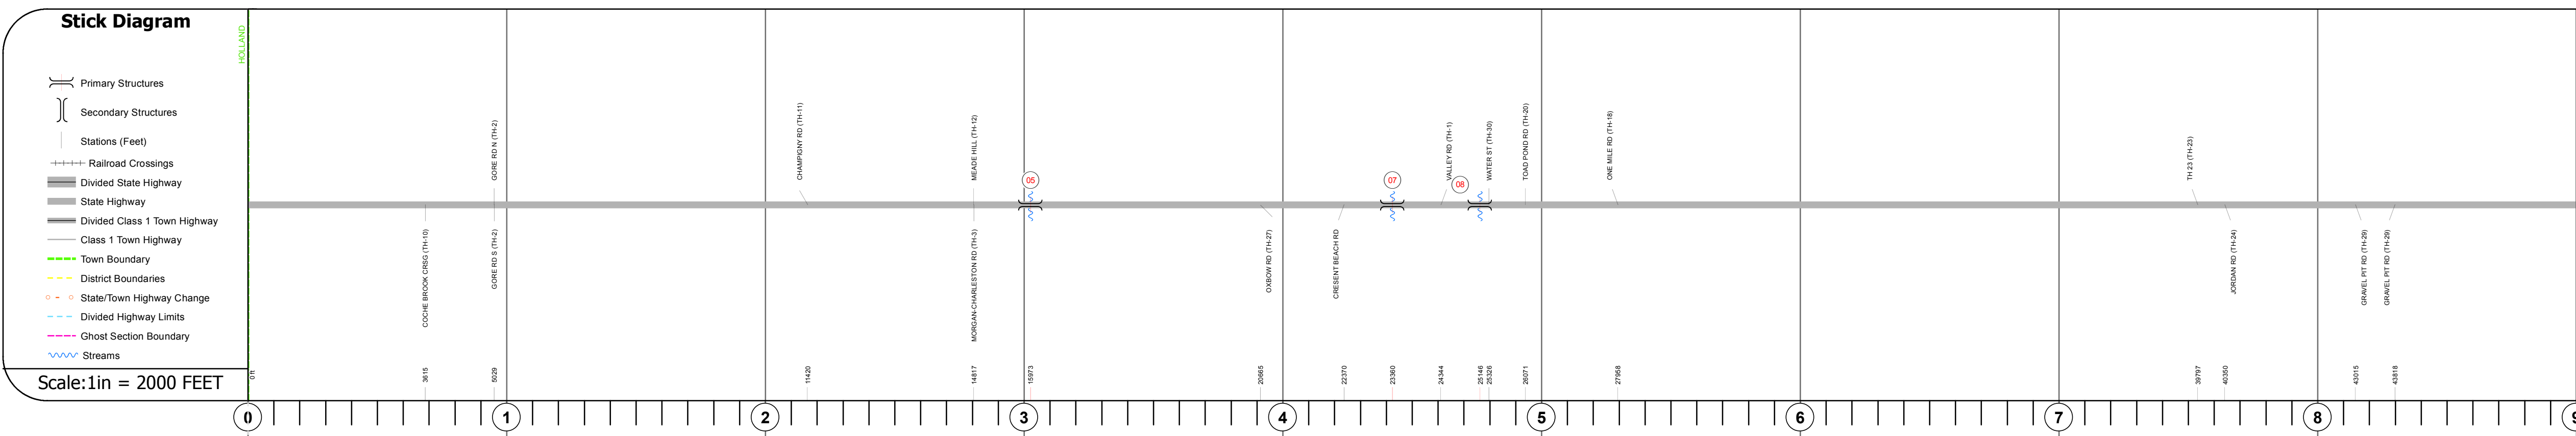 Stick Diagram
Primary Structures
Secondary Structures
Stations (Feet)
Railroad Crossings
Divided State Highway
State Highway
Divided Class 1 Town Highway
Class 1 Town Highway
Town Boundary
District Boundaries
State/Town Highway Change
Divided Highway Limits
Ghost Section Boundary
Streams
Scale:1in = 2000 FEET
HOLLAND
GORE RD N (TH-2)
CHAMPIGNY RD (TH-11)
MEADE HILL (TH-12)
05
07
VALLEY RD (TH-1)
08
WATER ST (TH-30)
TOAD POND RD (TH-20)
ONE MILE RD (TH-18)
TH 23 (TH-23)
COCHE BROOK CRSG (TH-10)
GORE RD S (TH-2)
MORGAN-CHARLESTON RD (TH-3)
OXBOW RD (TH-27)
CRESENT BEACH RD
JORDAN RD (TH-24)
GRAVEL PIT RD (TH-29)
GRAVEL PIT RD (TH-29)
0 ft
3615
5029
11420
14817
15973
20665
22370
23360
24344
25146
25326
26071
27958
39797
40350
43015
43818
0
1
2
3
4
5
6
7
8
9